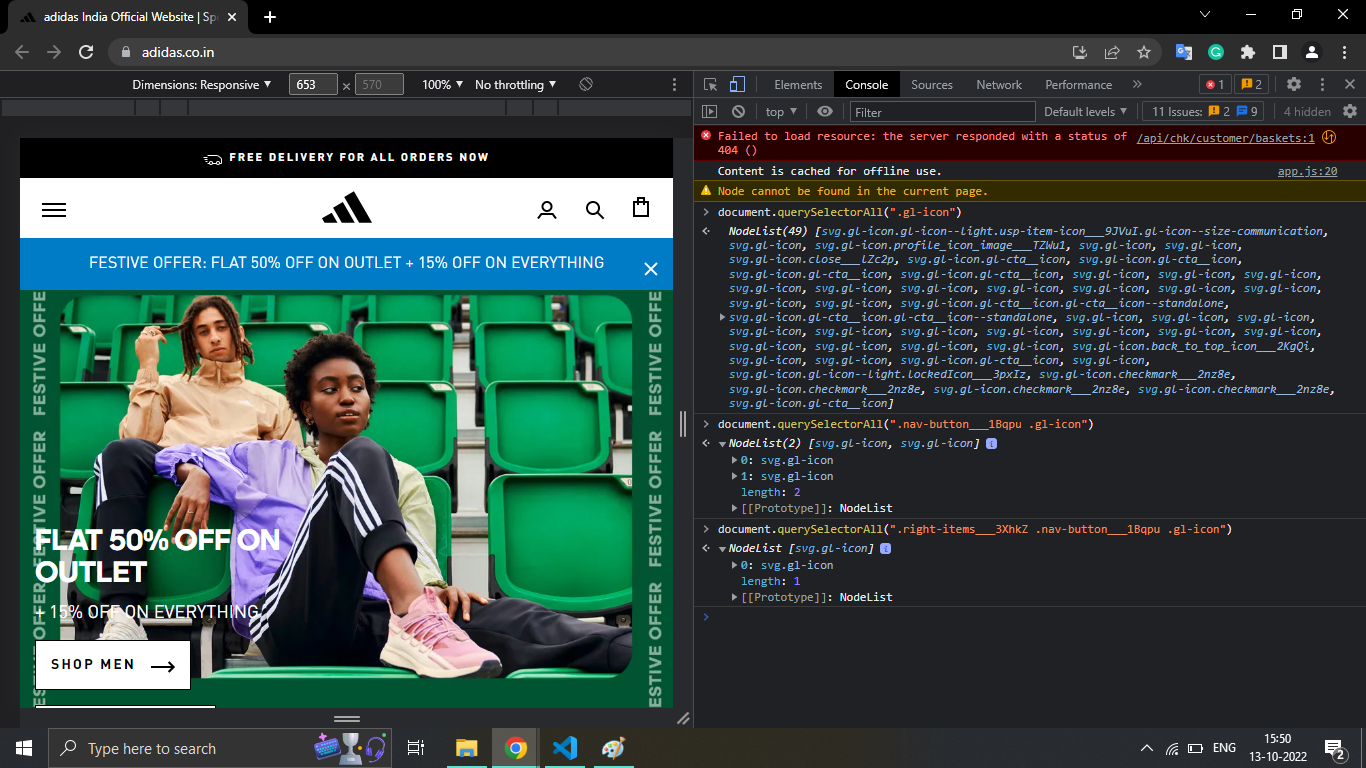 adidas India Official Website | Spe
adidas.co.in
Dimensions: Responsive 653 × 570 100% No throttling
Elements Console Sources Network Performance 1 2
top Filter Default levels 11 Issues: 2 9 4 hidden
Failed to load resource: the server responded with a status of /api/chk/customer/baskets:1
404 ()
Content is cached for offline use. app.js:20
Node cannot be found in the current page.
document.querySelectorAll(".gl-icon")
NodeList(49) [svg.gl-icon.gl-icon--light.usp-item-icon___9JVuI.gl-icon--size-communication,
svg.gl-icon, svg.gl-icon.profile_icon_image___TZWu1, svg.gl-icon, svg.gl-icon,
svg.gl-icon.close___lZc2p, svg.gl-icon.gl-cta__icon, svg.gl-icon.gl-cta__icon,
svg.gl-icon.gl-cta__icon, svg.gl-icon.gl-cta__icon, svg.gl-icon, svg.gl-icon, svg.gl-icon,
svg.gl-icon, svg.gl-icon, svg.gl-icon, svg.gl-icon, svg.gl-icon, svg.gl-icon, svg.gl-icon,
svg.gl-icon, svg.gl-icon, svg.gl-icon.gl-cta__icon.gl-cta__icon--standalone,
svg.gl-icon.gl-cta__icon.gl-cta__icon--standalone, svg.gl-icon, svg.gl-icon, svg.gl-icon,
svg.gl-icon, svg.gl-icon, svg.gl-icon, svg.gl-icon, svg.gl-icon, svg.gl-icon, svg.gl-icon,
svg.gl-icon, svg.gl-icon, svg.gl-icon, svg.gl-icon, svg.gl-icon.back_to_top_icon___2KgQi,
svg.gl-icon, svg.gl-icon, svg.gl-icon.gl-cta__icon, svg.gl-icon,
svg.gl-icon.gl-icon--light.lockedIcon___3pxIz, svg.gl-icon.checkmark___2nz8e,
svg.gl-icon.checkmark___2nz8e, svg.gl-icon.checkmark___2nz8e, svg.gl-icon.checkmark___2nz8e,
svg.gl-icon.gl-cta__icon]
document.querySelectorAll(".nav-button___1Bqpu .gl-icon")
NodeList(2) [svg.gl-icon, svg.gl-icon] i
0: svg.gl-icon
1: svg.gl-icon
length: 2
[[Prototype]]: NodeList
document.querySelectorAll(".right-items___3XhkZ .nav-button___1Bqpu .gl-icon")
NodeList [svg.gl-icon] i
0: svg.gl-icon
length: 1
[[Prototype]]: NodeList
FREE DELIVERY FOR ALL ORDERS NOW
FESTIVE OFFER: FLAT 50% OFF ON OUTLET + 15% OFF ON EVERYTHING
FESTIVE OFFE
FESTIVE OFFER
ESTIVE OFFER
FESTIVE OFFE
FESTIVE OFFER
FESTIVE OFFER
ESTIVE OFFER
FLAT 50% OFF ON
OUTLET
+ 15% OFF ON EVERYTHING
SHOP MEN
Type here to search
ENG
15:50
13-10-2022
2